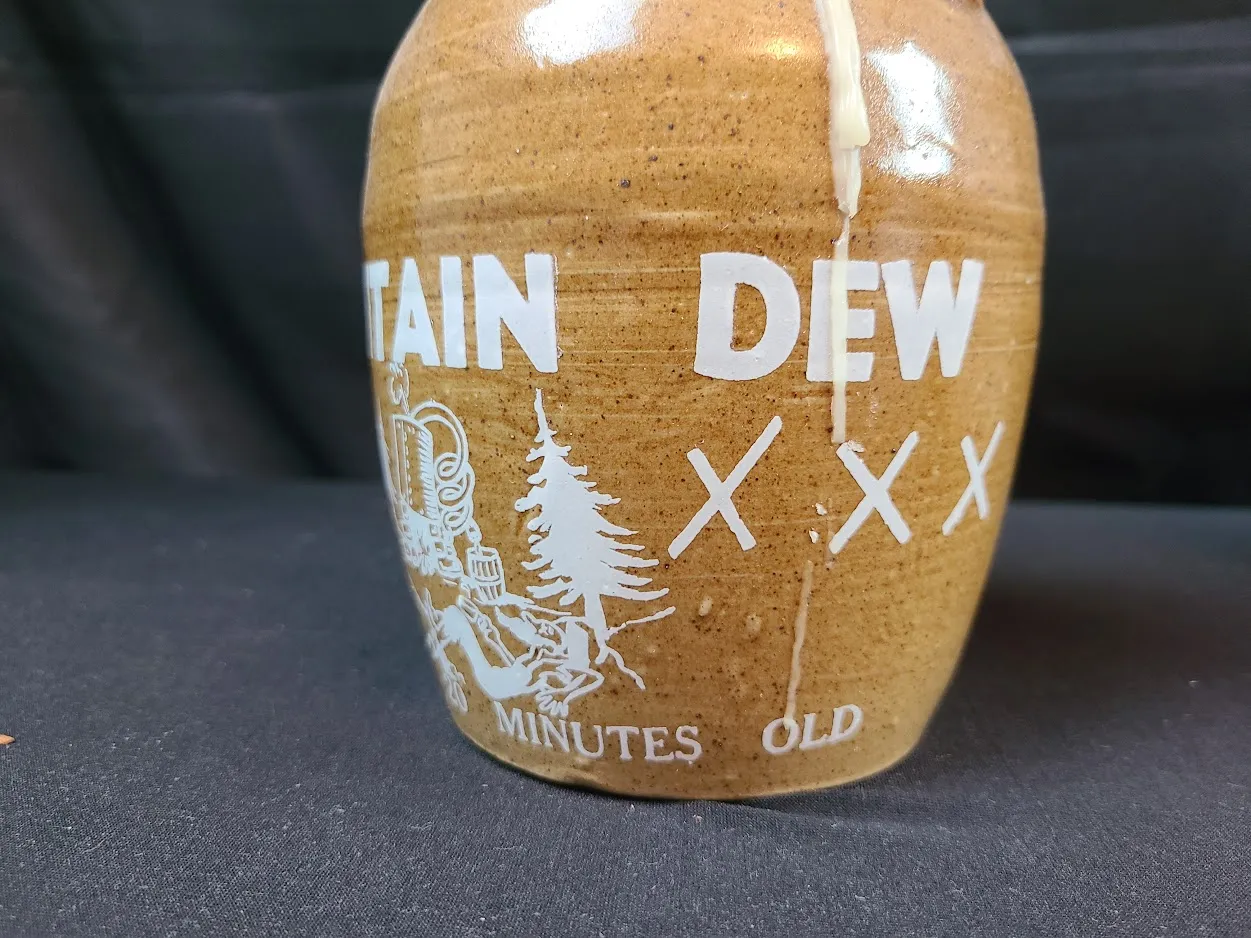 TAIN DEW
X X X
MINUTES OLD